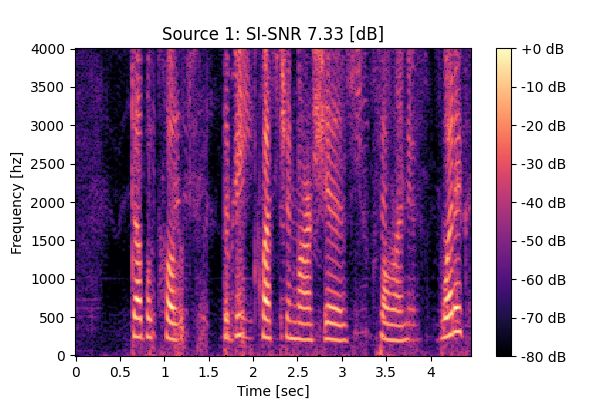 Source 1: SI-SNR 7.33 [dB]
4000
3500
3000
2500
2000
1500
1000
500
0
Frequency [hz]
0 0.5 1 1.5 2 2.5 3 3.5 4
Time [sec]
+0 dB
-10 dB
-20 dB
-30 dB
-40 dB
-50 dB
-60 dB
-70 dB
-80 dB